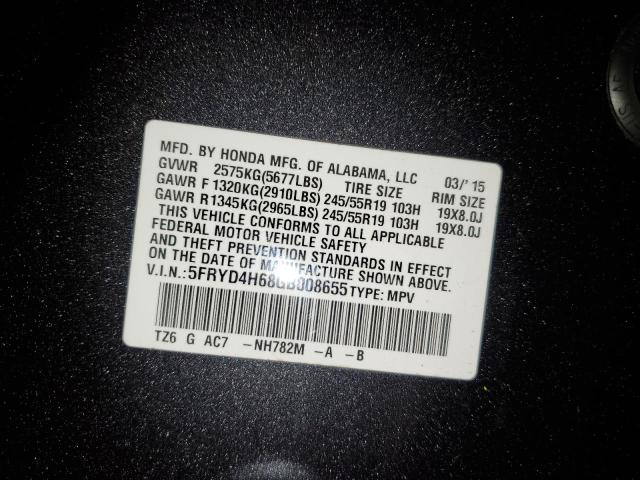 MFD. BY HONDA MFG. OF ALABAMA, LLC 03/'15
GVWR 2575KG(5677LBS) TIRE SIZE RIM SIZE
GAWR F 1320KG(2910LBS) 245/55R19 103H 19X8.0J
GAWR R1345KG(2965LBS) 245/55R19 103H 19X8.0J
THIS VEHICLE CONFORMS TO ALL APPLICABLE
FEDERAL MOTOR VEHICLE SAFETY
AND THEFT PREVENTION STANDARDS IN EFFECT
ON THE DATE OF MANUFACTURE SHOWN ABOVE.
V.I.N.:5FRYD4H68GB008655 TYPE: MPV
TZ6 G AC7 -NH782M -A -B